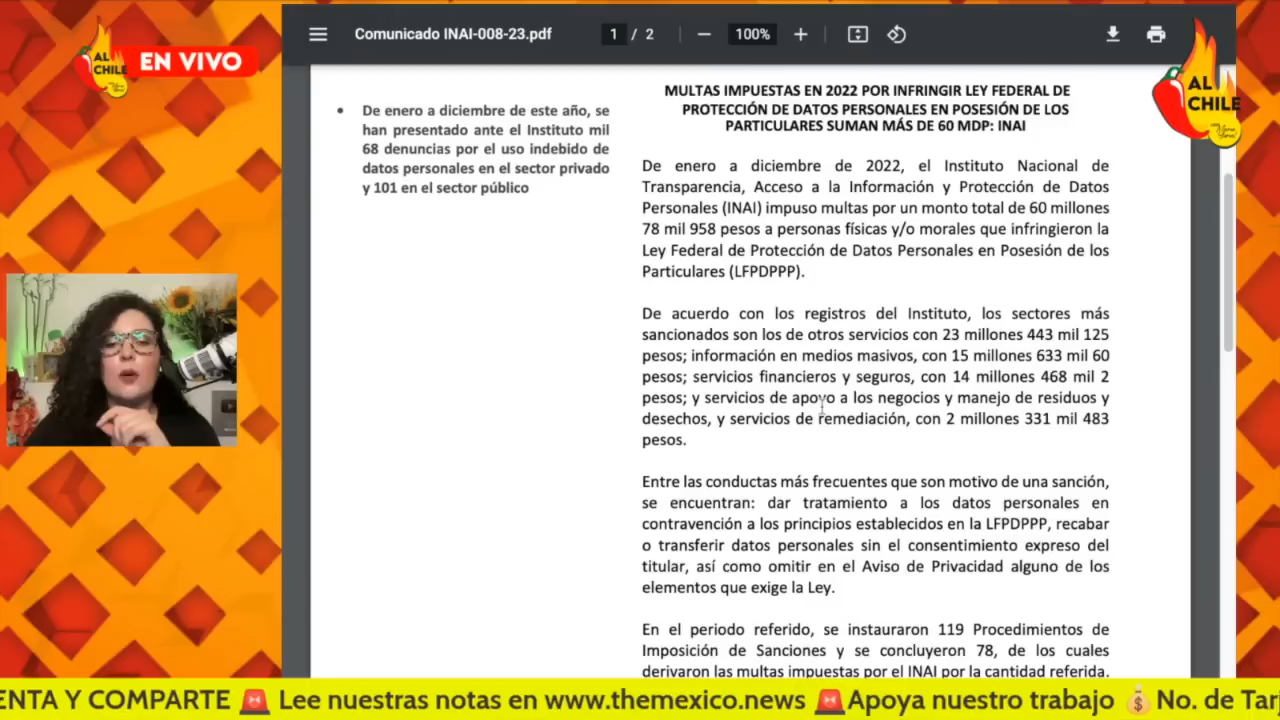 AL
CHILE
EN VIVO
Comunicado INAI-008-23.pdf
1 / 2
100%
AL
CHILE
De enero a diciembre de este año, se
han presentado ante el Instituto mil
68 denuncias por el uso indebido de
datos personales en el sector privado
y 101 en el sector público
MULTAS IMPUESTAS EN 2022 POR INFRINGIR LEY FEDERAL DE
PROTECCIÓN DE DATOS PERSONALES EN POSESIÓN DE LOS
PARTICULARES SUMAN MÁS DE 60 MDP: INAI
De enero a diciembre de 2022, el Instituto Nacional de
Transparencia, Acceso a la Información y Protección de Datos
Personales (INAI) impuso multas por un monto total de 60 millones
78 mil 958 pesos a personas físicas y/o morales que infringieron la
Ley Federal de Protección de Datos Personales en Posesión de los
Particulares (LFPDPPP).
De acuerdo con los registros del Instituto, los sectores más
sancionados son los de otros servicios con 23 millones 443 mil 125
pesos; información en medios masivos, con 15 millones 633 mil 60
pesos; servicios financieros y seguros, con 14 millones 468 mil 2
pesos; y servicios de apoyo a los negocios y manejo de residuos y
desechos, y servicios de remediación, con 2 millones 331 mil 483
pesos.
Entre las conductas más frecuentes que son motivo de una sanción,
se encuentran: dar tratamiento a los datos personales en
contravención a los principios establecidos en la LFPDPPP, recabar
o transferir datos personales sin el consentimiento expreso del
titular, así como omitir en el Aviso de Privacidad alguno de los
elementos que exige la Ley.
En el periodo referido, se instauraron 119 Procedimientos de
Imposición de Sanciones y se concluyeron 78, de los cuales
derivaron las multas impuestas por el INAI por la cantidad referida.
ENTA Y COMPARTE 🚨 Lee nuestras notas en www.themexico.news 🚨Apoya nuestro trabajo 💰No. de Tar